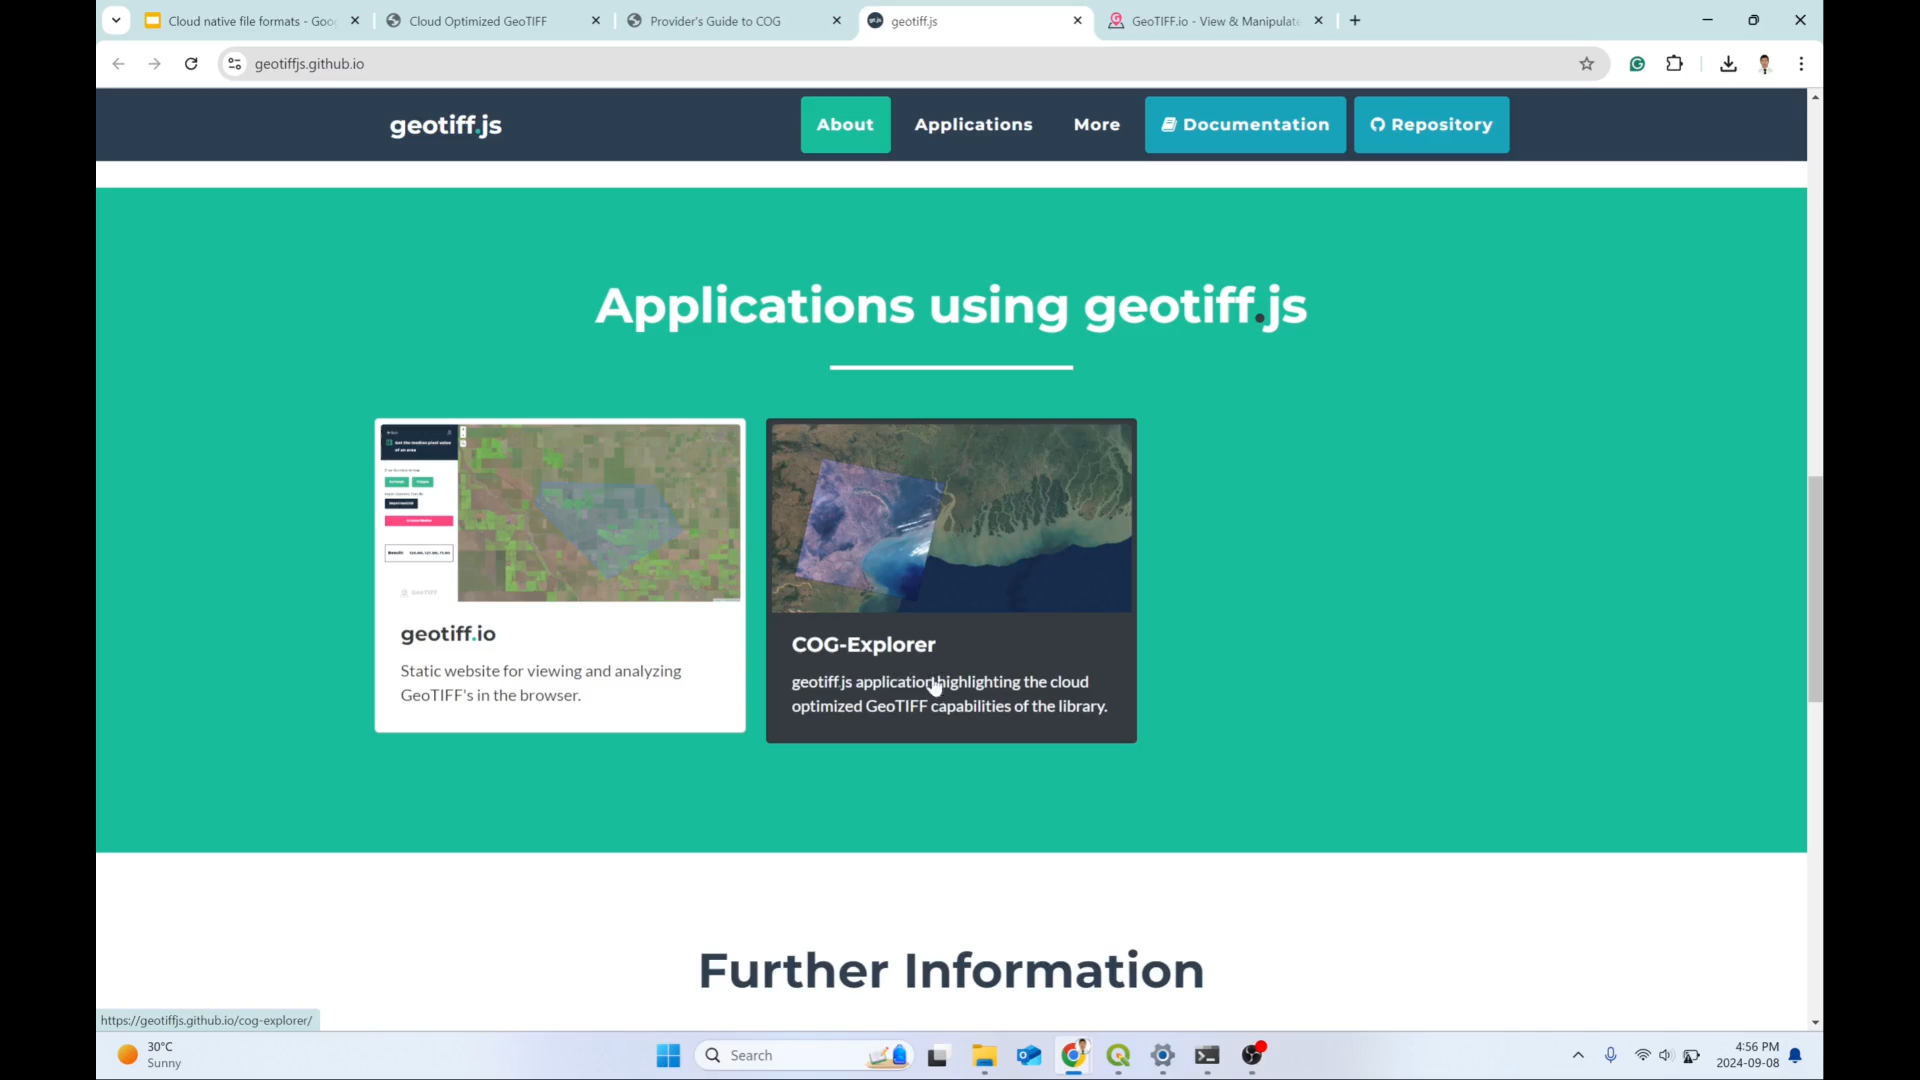 Cloud native file formats - Goo
Cloud Optimized GeoTIFF
Provider's Guide to COG
geotiff.js
GeoTIFF.io - View & Manipulate
geotiffjs.github.io
geotiff.js
About
Applications
More
Documentation
Repository
Applications using geotiff.js
geotiff.io
Static website for viewing and analyzing
GeoTIFF's in the browser.
COG-Explorer
geotiff.js application highlighting the cloud
optimized GeoTIFF capabilities of the library.
Further Information
https://geotiffjs.github.io/cog-explorer/
30°C
Sunny
Search
4:56 PM
2024-09-08